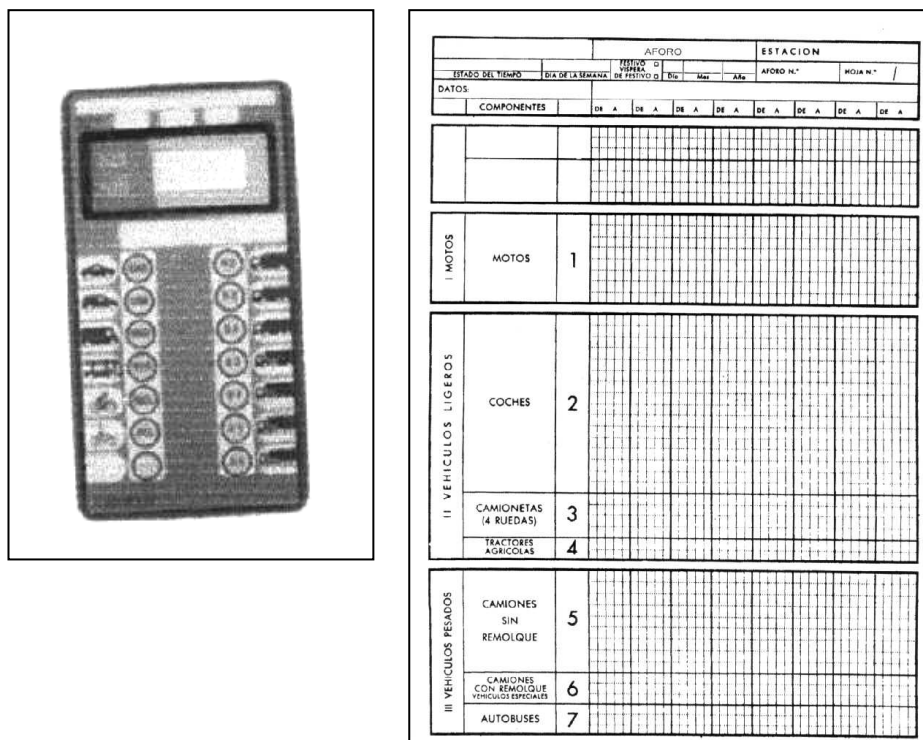 AFORO
ESTACION
ESTADO DEL TIEMPO
DIA DE LA SEMANA
FESTIVO
VISPERA
DE FESTIVO
Día Mes Año
AFORO N.º
HOJA N.º /
DATOS:
COMPONENTES
DE A DE A DE A DE A DE A DE A DE A DE A
I MOTOS
MOTOS 1
II VEHICULOS LIGEROS
COCHES 2
CAMIONETAS
(4 RUEDAS) 3
TRACTORES
AGRICOLAS 4
III VEHICULOS PESADOS
CAMIONES
SIN
REMOLQUE 5
CAMIONES
CON REMOLQUE
VEHICULOS ESPECIALES 6
AUTOBUSES 7